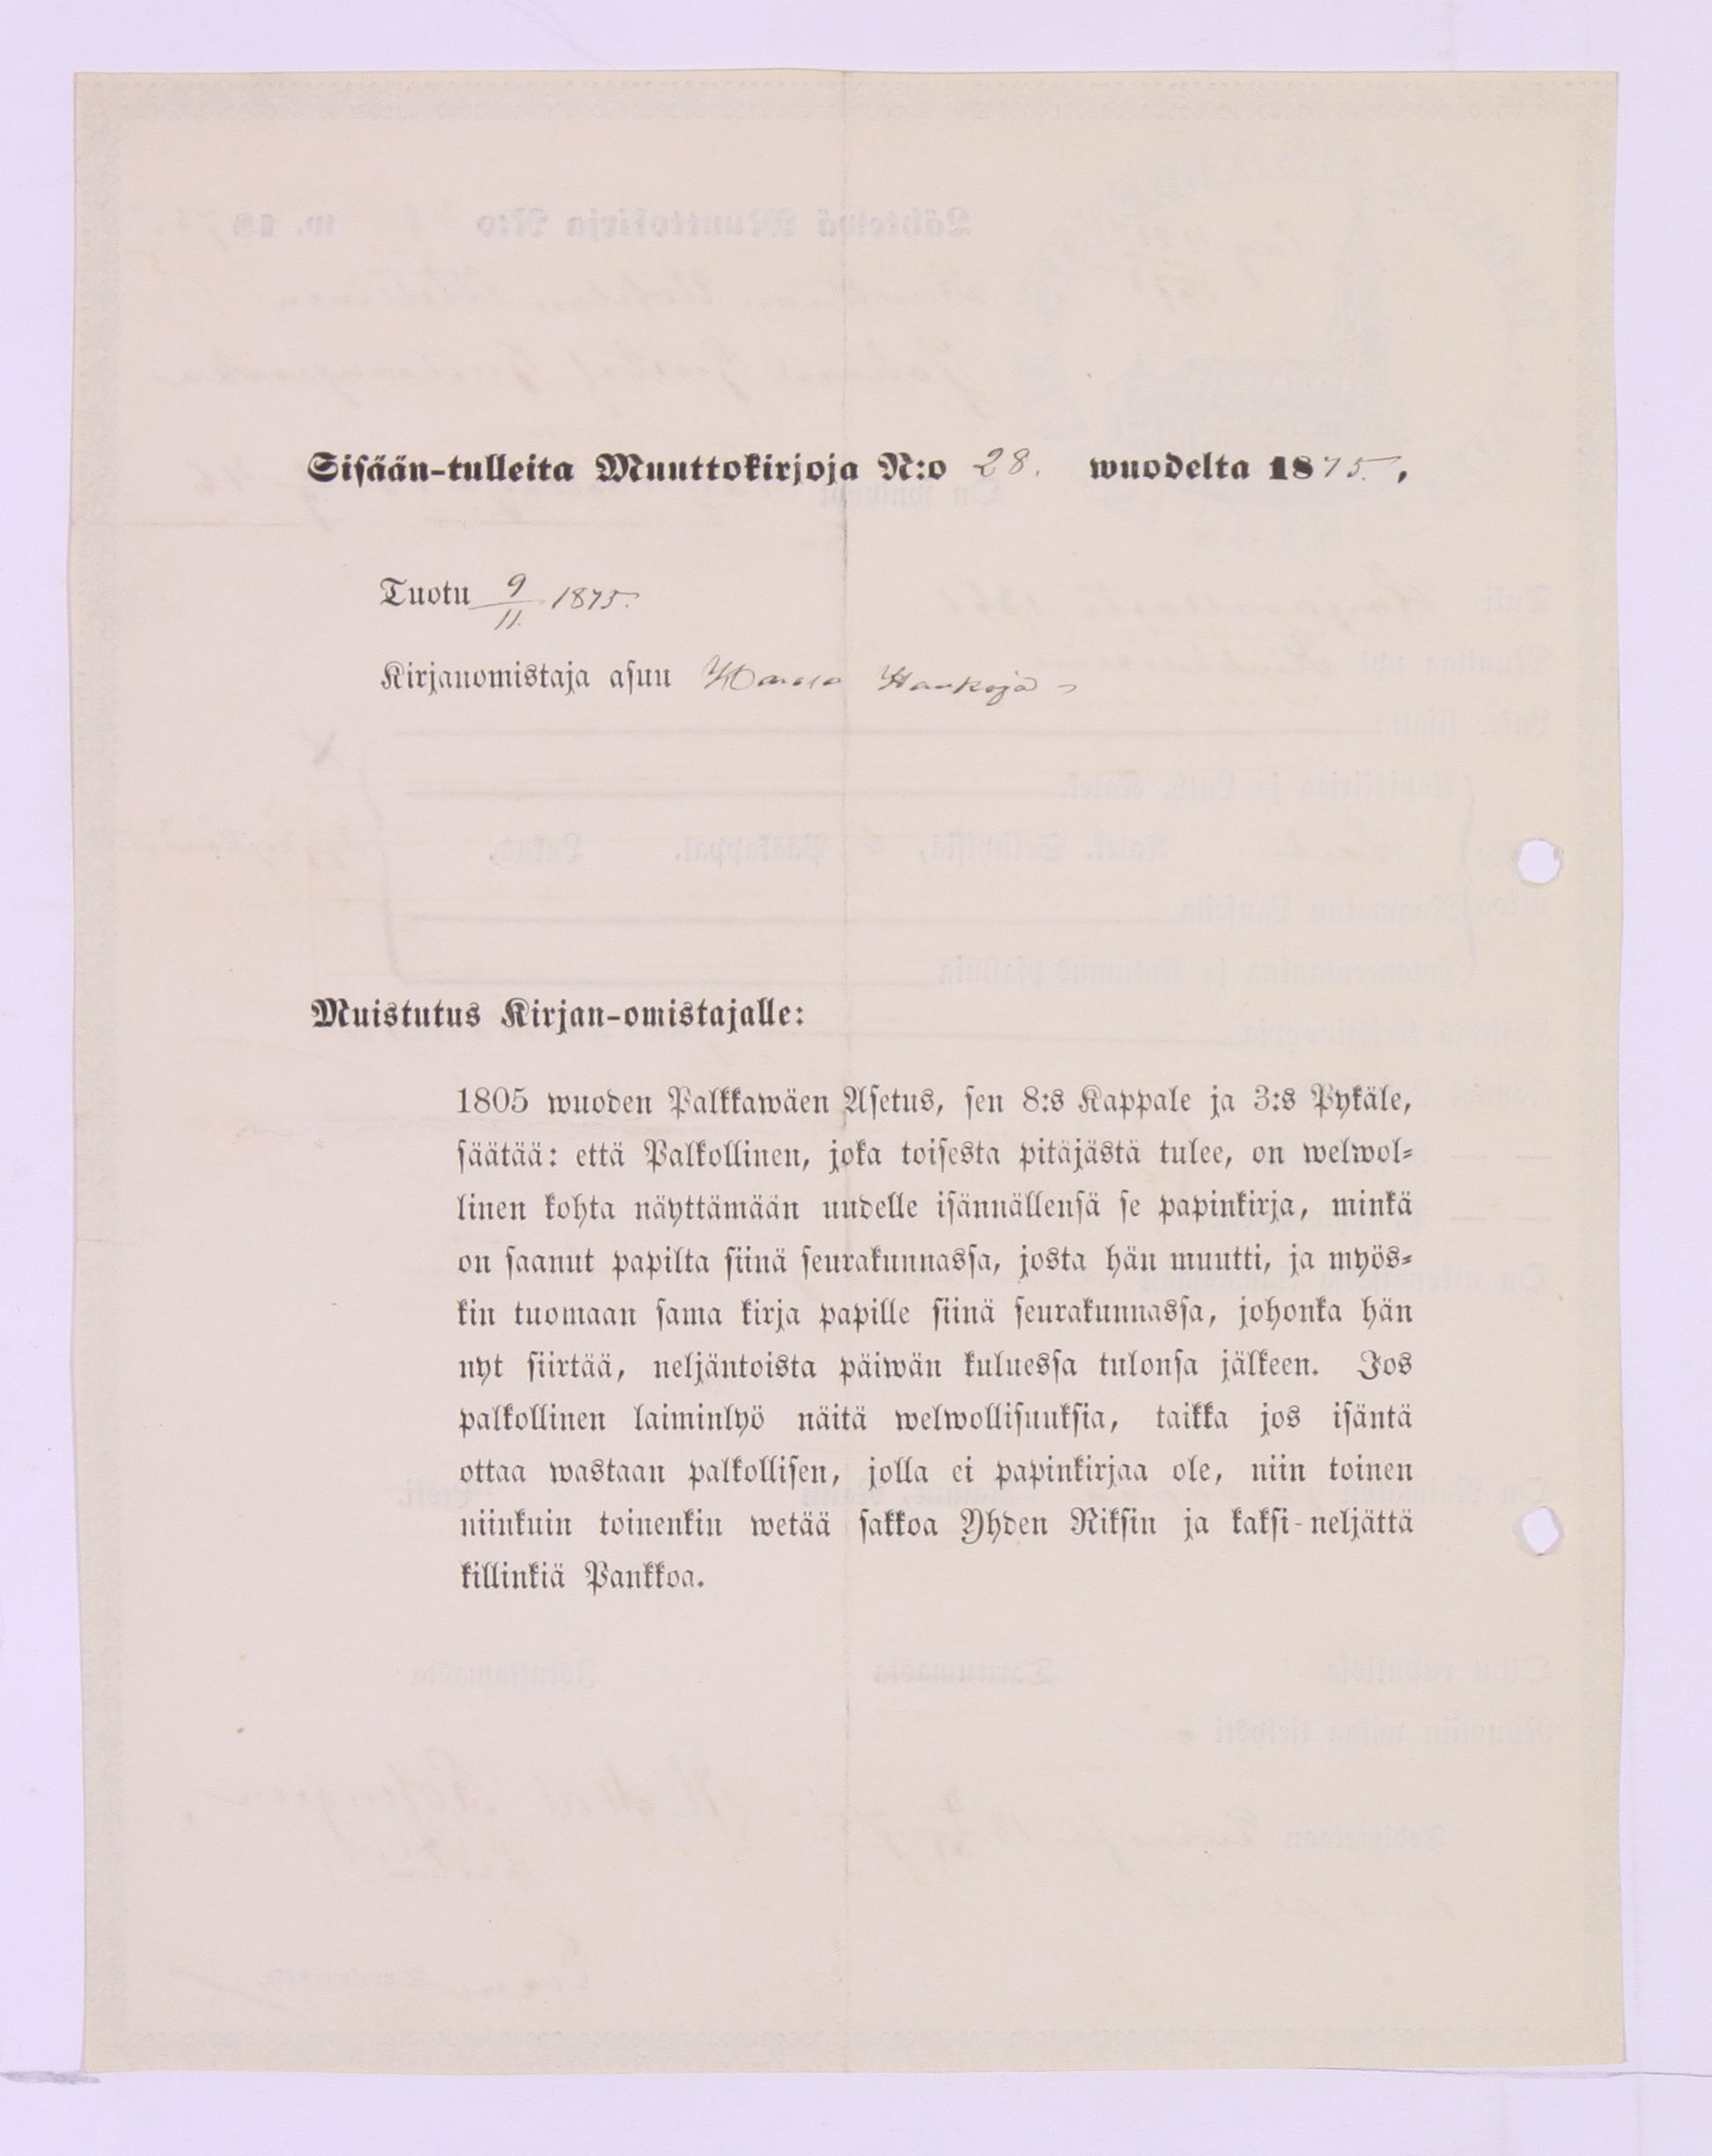 Sisään-tulleita Muuttokirjoja N:o 28. wuodelta 1875.,
Tuotu 9/11. 1875.
Kirjanomistaja asuu Haukoja
Muistutus Kirjan-omistajalle:
1805 wuoden Palkkawäen Asetus, sen 8:s Kappale ja 3:s Pykäle,
säätää: että Palkollinen, joka toisesta pitäjästä tulee, on welwol-
linen kohta näyttämään uudelle isännällensä se papinkirja, minkä
on saanut papilta siinä seurakunnassa, josta hän muutti, ja myös-
kin tuomaan sama kirja papille siinä seurakunnassa, johonka hän
nyt siirtää, neljäntoista päiwän kuluessa tulonsa jälkeen. Jos
palkollinen laiminlyö näitä welwollisuuksia, taikka jos isäntä
ottaa wastaan palkollisen, jolla ei papinkirjaa ole, niin toinen
niinkuin toinenkin wetää sakkoa Yhden Riksin ja kaksi-neljättä
killinkiä Pankkoa.